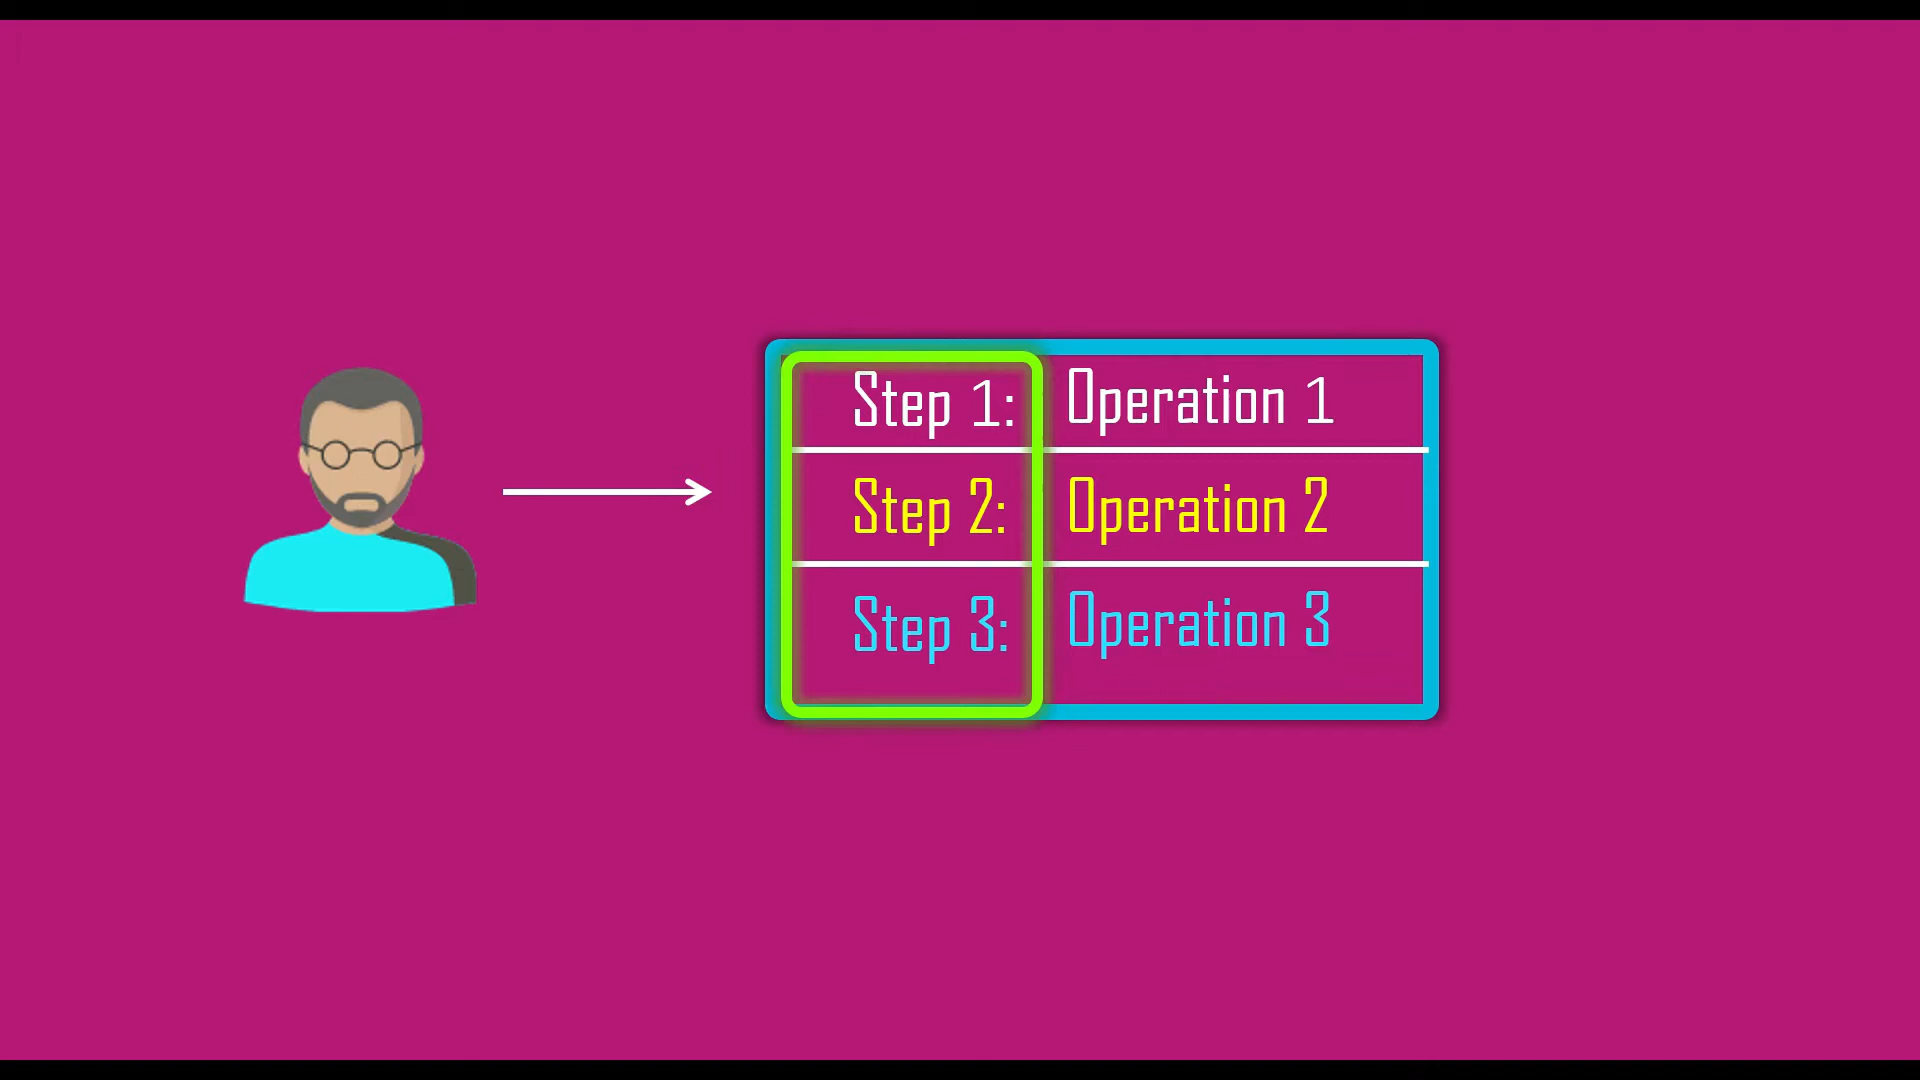 Step 1: Operation 1
Step 2: Operation 2
Step 3: Operation 3